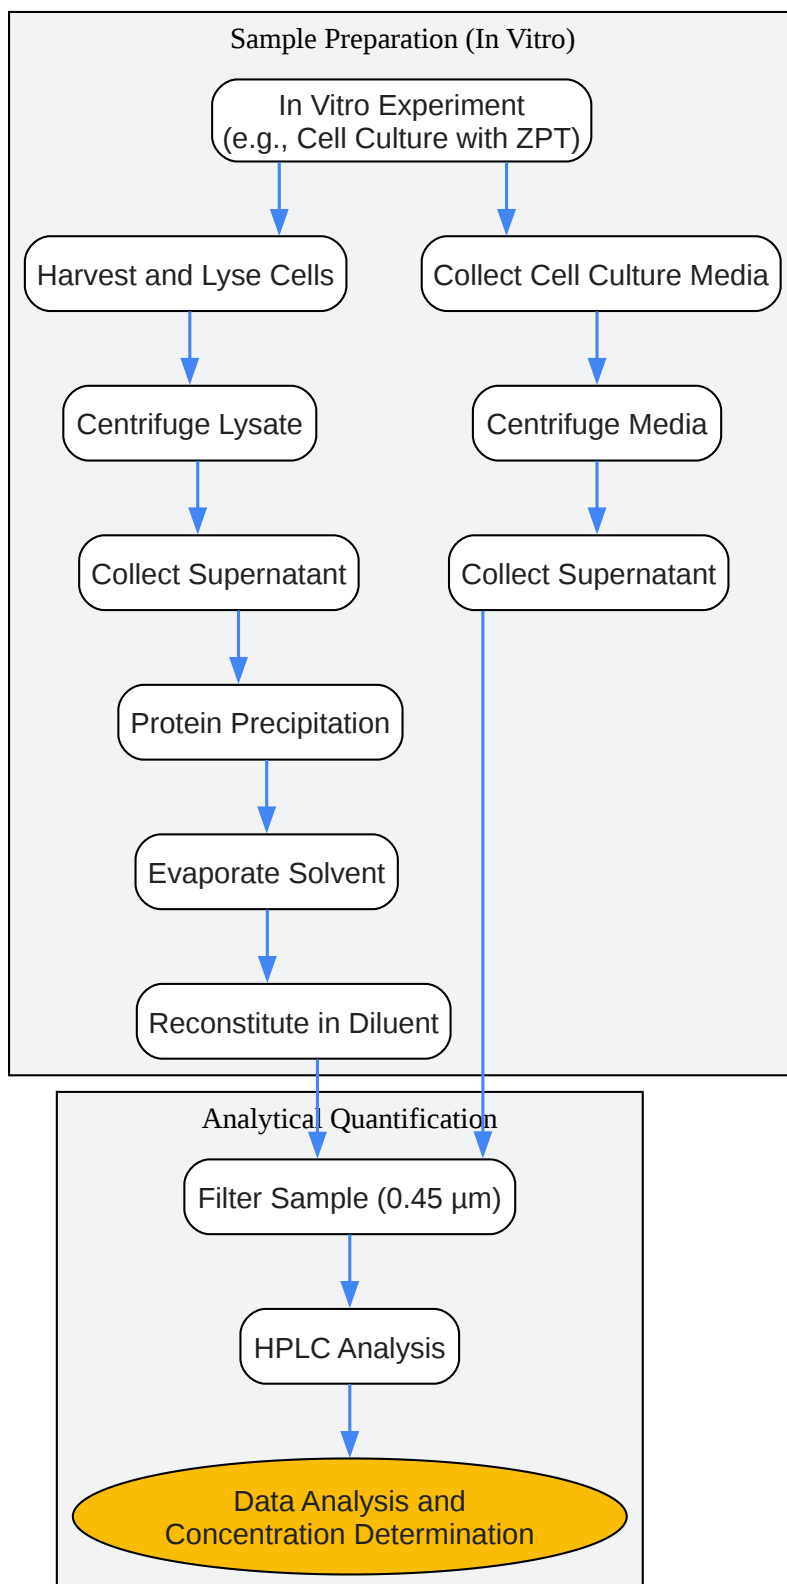 Sample Preparation (In Vitro)
In Vitro Experiment
(e.g., Cell Culture with ZPT)
Harvest and Lyse Cells
Collect Cell Culture Media
Centrifuge Lysate
Centrifuge Media
Collect Supernatant
Collect Supernatant
Protein Precipitation
Evaporate Solvent
Reconstitute in Diluent
Analytical Quantification
Filter Sample (0.45 µm)
HPLC Analysis
Data Analysis and
Concentration Determination